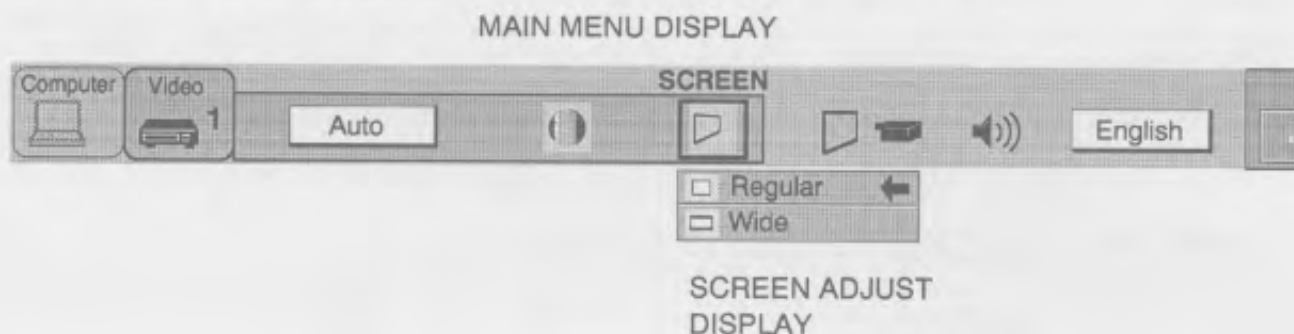 MAIN MENU DISPLAY
SCREEN
Computer Video
1
Auto
English
Regular
Wide
SCREEN ADJUST
DISPLAY